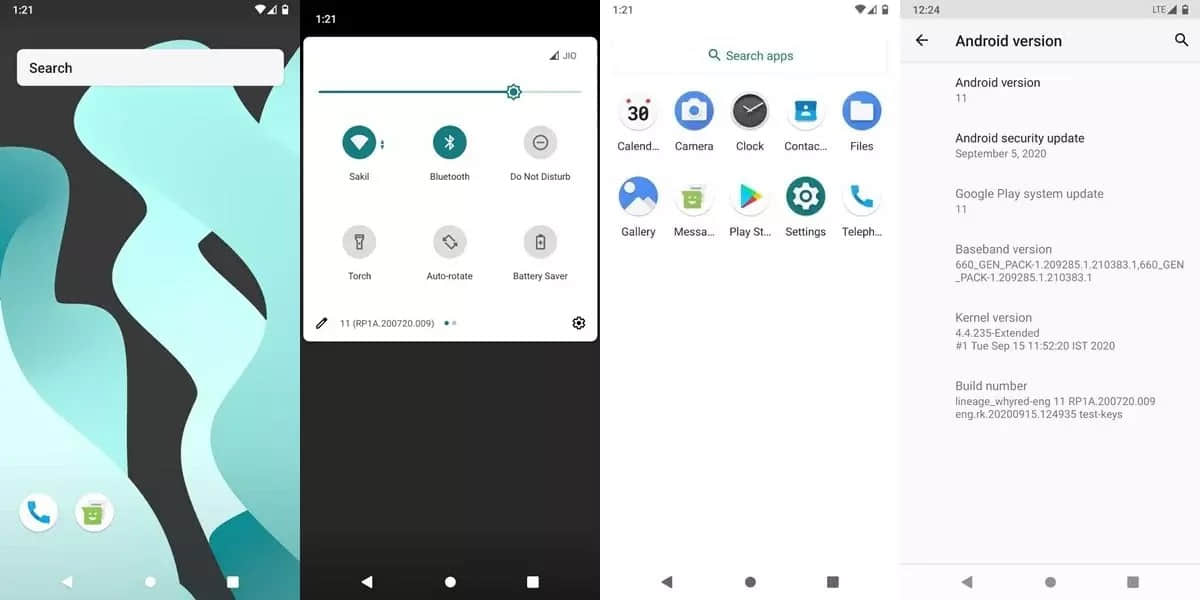 1:21
Search
1:21
JIO
Sakil
Bluetooth
Do Not Disturb
Torch
Auto-rotate
Battery Saver
11 (RP1A.200720.009)
1:21
Search apps
30
Calend...
Camera
Clock
Contac...
Files
Gallery
Messa...
Play St...
Settings
Teleph...
12:24
LTE
Android version
Android version
11
Android security update
September 5, 2020
Google Play system update
11
Baseband version
660_GEN_PACK-1.209285.1,210383.1,660_GEN
_PACK-1.209285.1.210383.1
Kernel version
4.4.235-Extended
#1 Tue Sep 15 11:52:20 IST 2020
Build number
lineage_whyred-eng 11 RP1A.200720.009
eng.rk.20200915.124935 test-keys